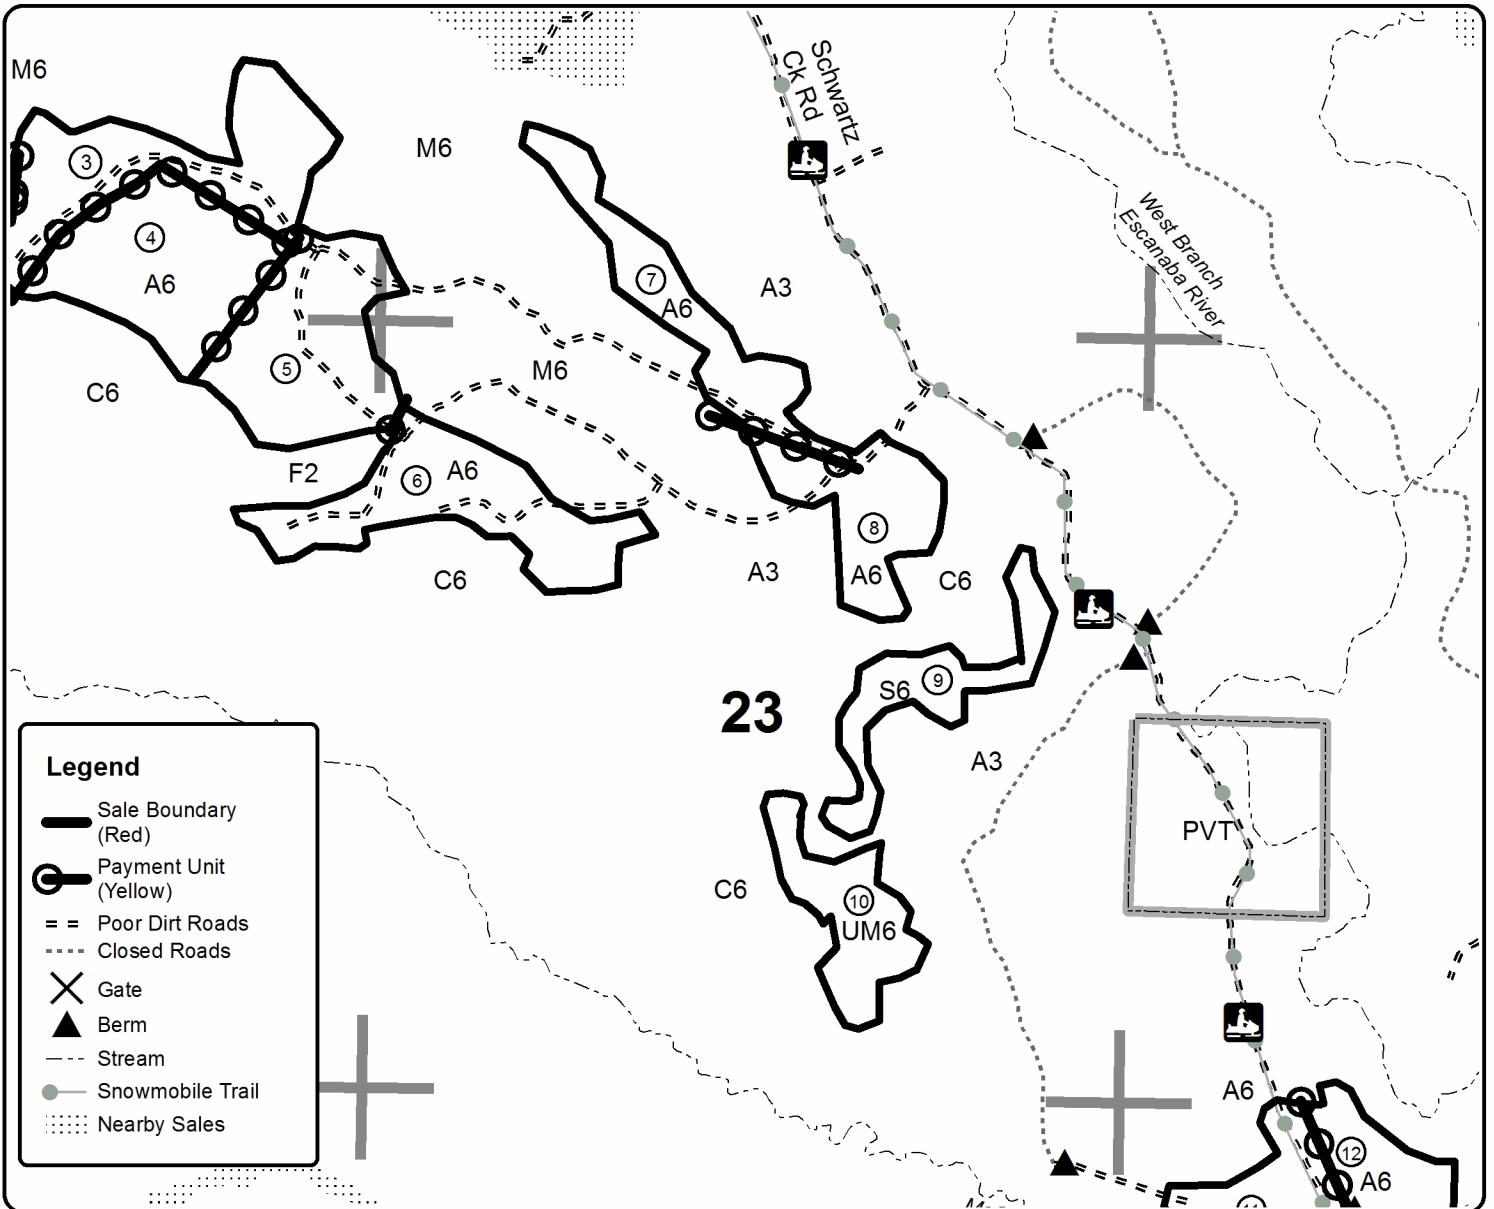 M6
Schwartz
Ck Rd
M6
3
4
A6
7
A6
A3
West Branch
Escanaba River
5
M6
C6
F2
6
A6
8
A6
C6
A3
C6
S6
9
23
A3
PVT
C6
10
UM6
A6
12
A6
Legend
Sale Boundary
(Red)
Payment Unit
(Yellow)
Poor Dirt Roads
Closed Roads
Gate
Berm
Stream
Snowmobile Trail
Nearby Sales